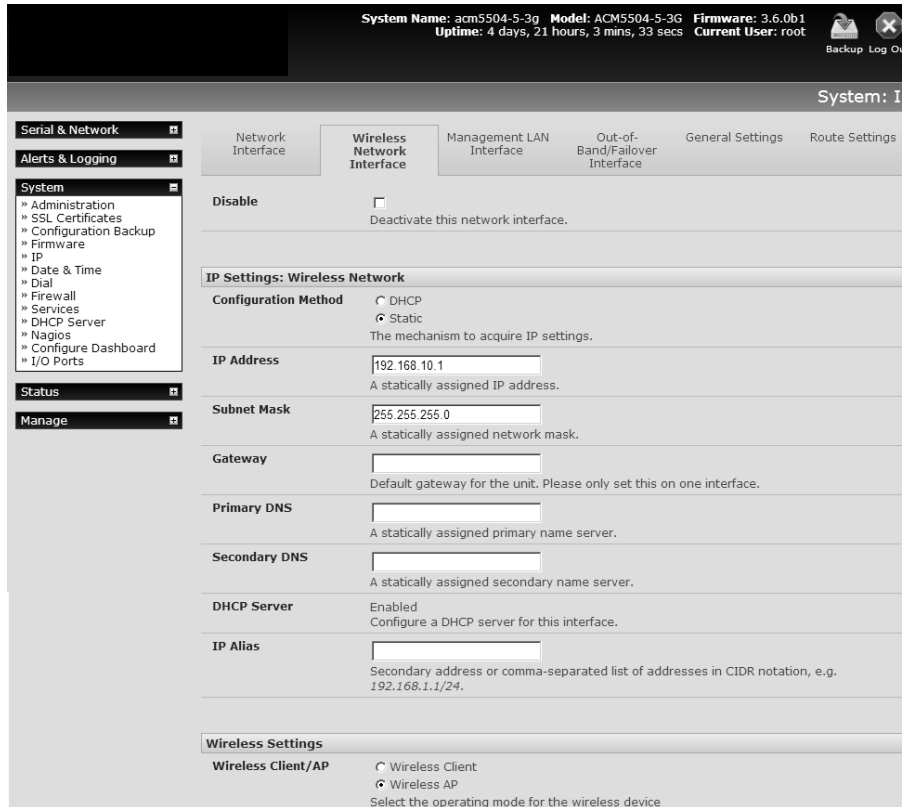 System Name: acm5504-5-3g Model: ACM5504-5-3G Firmware: 3.6.0b1
Uptime: 4 days, 21 hours, 3 mins, 33 secs Current User: root
Backup Log Ou
System: I
Serial & Network
Alerts & Logging
System
» Administration
» SSL Certificates
» Configuration Backup
» Firmware
» IP
» Date & Time
» Dial
» Firewall
» Services
» DHCP Server
» Nagios
» Configure Dashboard
» I/O Ports
Status
Manage
Network
Interface
Wireless
Network
Interface
Management LAN
Interface
Out-of-
Band/Failover
Interface
General Settings
Route Settings
Disable
Deactivate this network interface.
IP Settings: Wireless Network
Configuration Method
DHCP
Static
The mechanism to acquire IP settings.
IP Address
192.168.10.1
A statically assigned IP address.
Subnet Mask
255.255.255.0
A statically assigned network mask.
Gateway
Default gateway for the unit. Please only set this on one interface.
Primary DNS
A statically assigned primary name server.
Secondary DNS
A statically assigned secondary name server.
DHCP Server
Enabled
Configure a DHCP server for this interface.
IP Alias
Secondary address or comma-separated list of addresses in CIDR notation, e.g.
192.168.1.1/24.
Wireless Settings
Wireless Client/AP
Wireless Client
Wireless AP
Select the operating mode for the wireless device